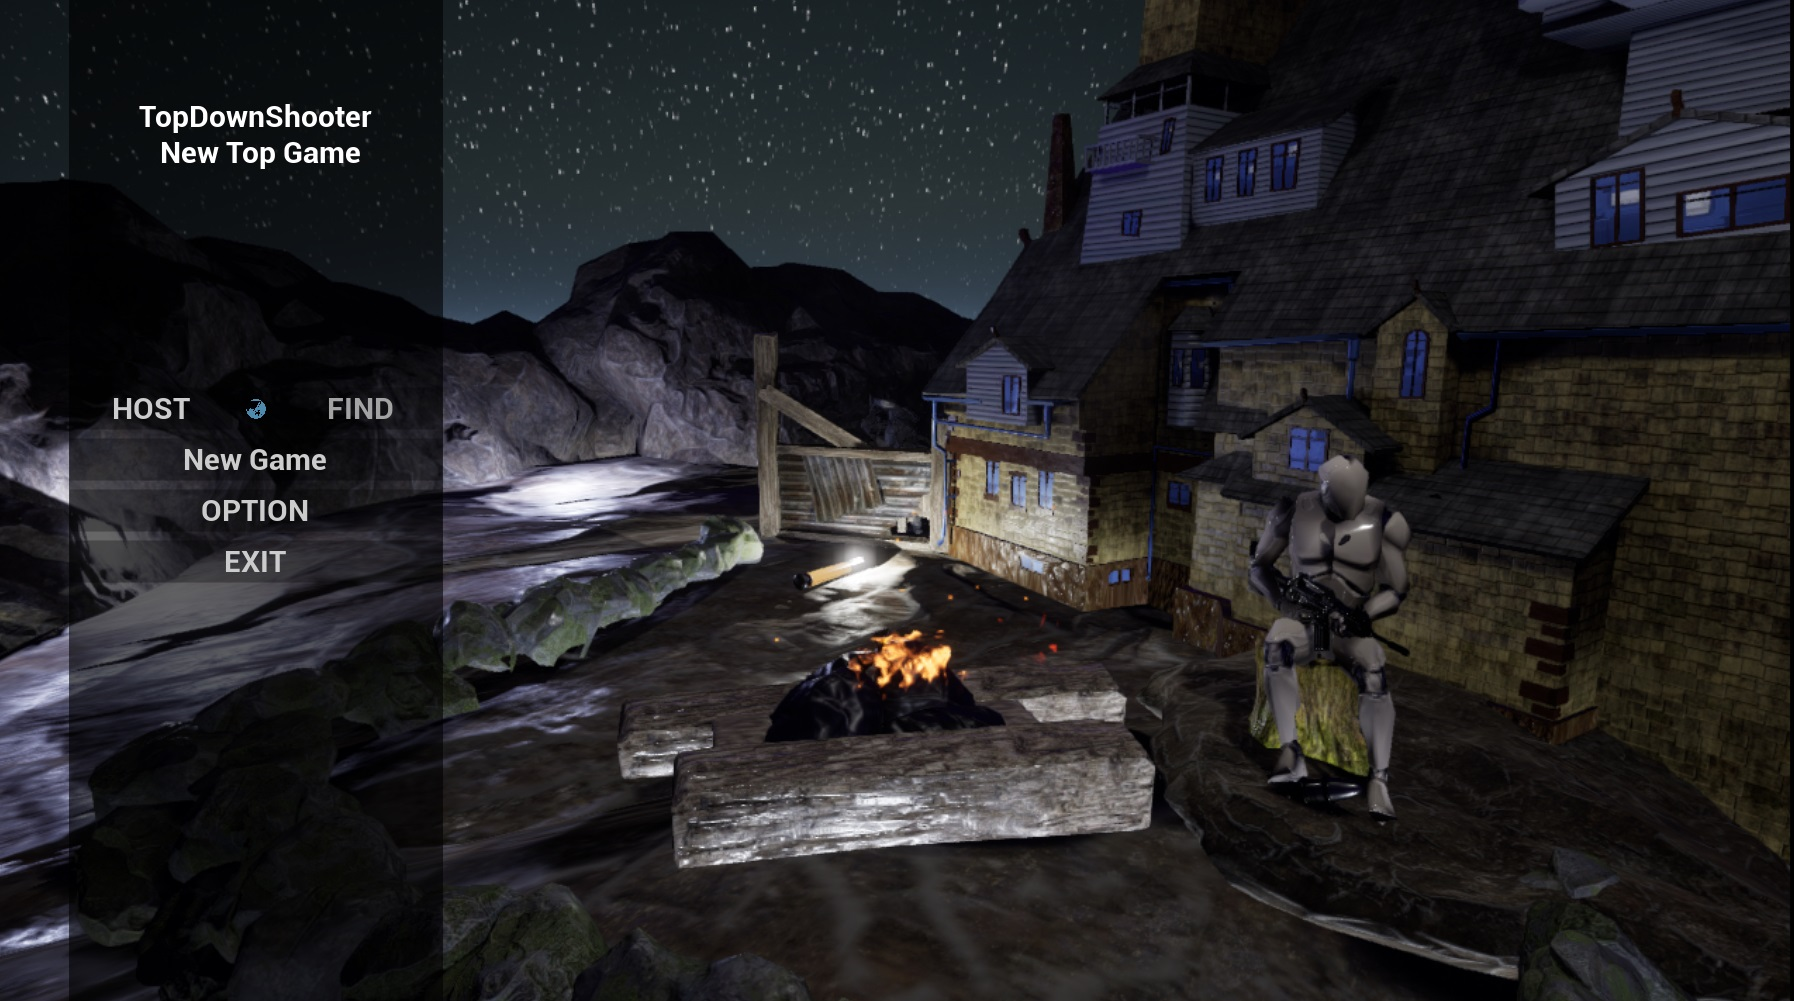 TopDownShooter
New Top Game
HOST FIND
New Game
OPTION
EXIT